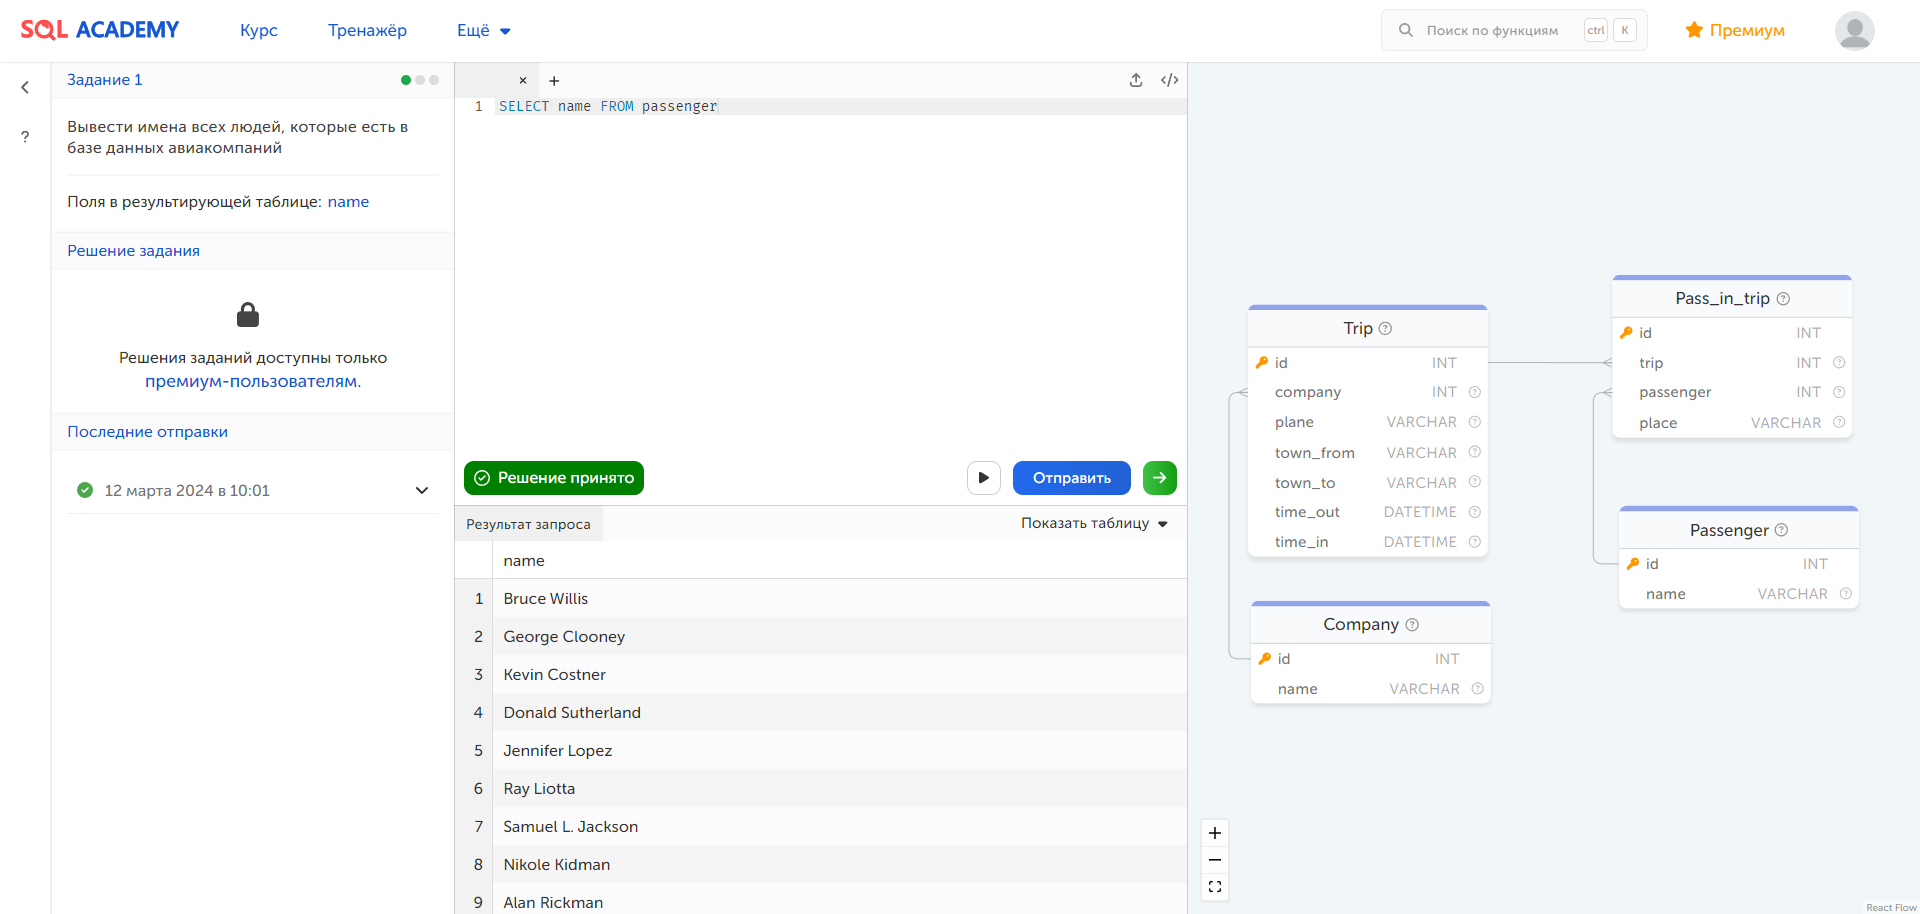 SQL ACADEMY
Курс
Тренажёр
Ещё
Поиск по функциям
ctrl
K
Премиум
Задание 1
?
Вывести имена всех людей, которые есть в
базе данных авиакомпаний
Поля в результирующей таблице: name
Решение задания
Решения заданий доступны только
премиум-пользователям.
Последние отправки
12 марта 2024 в 10:01
× +
</>
1 SELECT name FROM passenger
Решение принято
Отправить
Результат запроса
Показать таблицу
name
1 Bruce Willis
2 George Clooney
3 Kevin Costner
4 Donald Sutherland
5 Jennifer Lopez
6 Ray Liotta
7 Samuel L. Jackson
8 Nikole Kidman
9 Alan Rickman
Trip ?
id INT
company INT ?
plane VARCHAR ?
town_from VARCHAR ?
town_to VARCHAR ?
time_out DATETIME ?
time_in DATETIME ?
Company ?
id INT
name VARCHAR ?
Pass_in_trip ?
id INT
trip INT ?
passenger INT ?
place VARCHAR ?
Passenger ?
id INT
name VARCHAR ?
+
−
React Flow